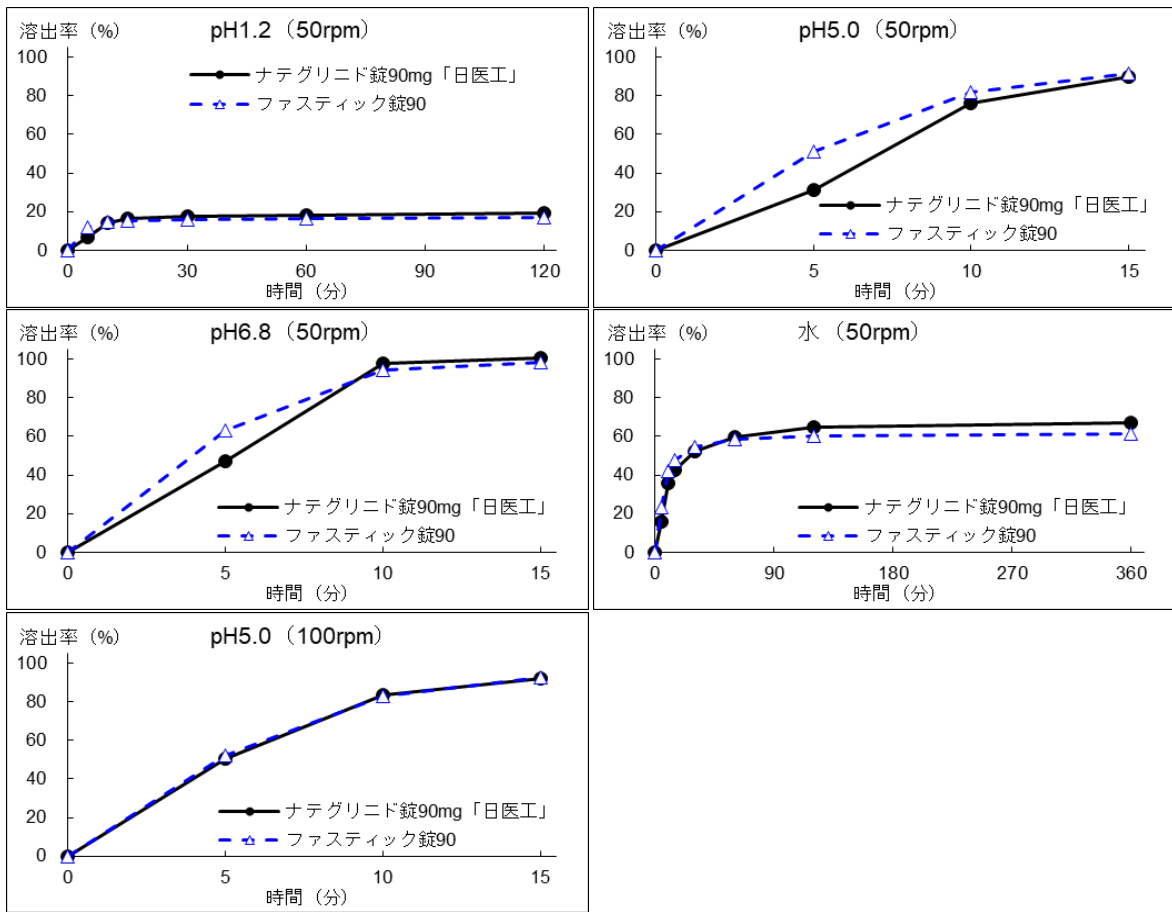 溶出率（%） pH1.2（50rpm）
100
80
60
40
20
0
ナテグリニド錠90mg「日医工」
ファスティック錠90
0 30 60 90 120
時間（分）
溶出率（%） pH5.0（50rpm）
100
80
60
40
20
0
ナテグリニド錠90mg「日医工」
ファスティック錠90
0 5 10 15
時間（分）
溶出率（%） pH6.8（50rpm）
100
80
60
40
20
0
ナテグリニド錠90mg「日医工」
ファスティック錠90
0 5 10 15
時間（分）
溶出率（%） 水（50rpm）
100
80
60
40
20
0
ナテグリニド錠90mg「日医工」
ファスティック錠90
0 90 180 270 360
時間（分）
溶出率（%） pH5.0（100rpm）
100
80
60
40
20
0
ナテグリニド錠90mg「日医工」
ファスティック錠90
0 5 10 15
時間（分）